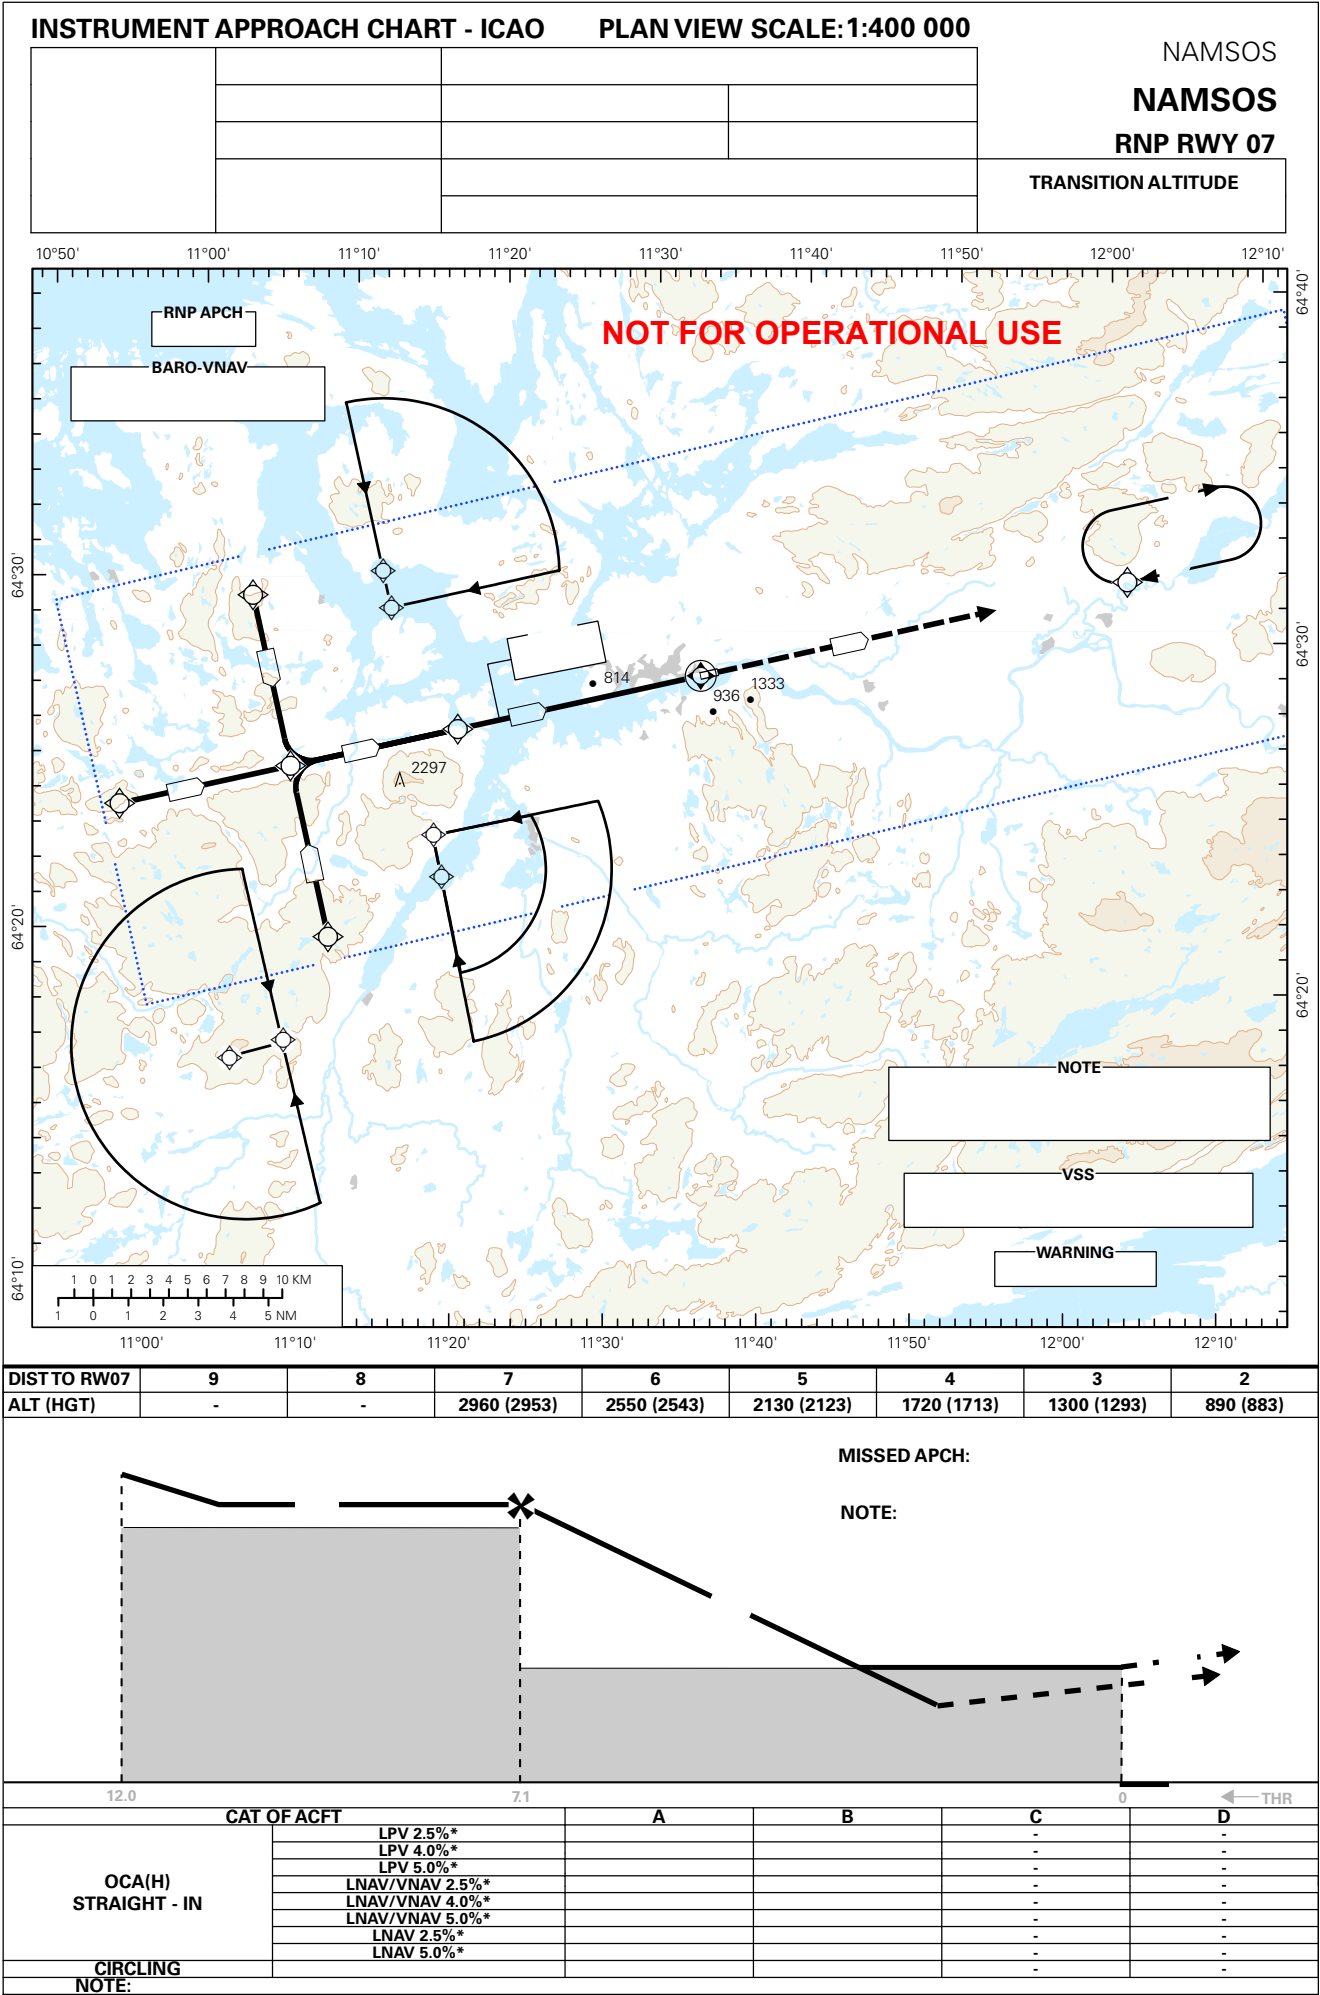 INSTRUMENT APPROACH CHART - ICAO PLAN VIEW SCALE: 1:400 000
NAMSOS
NAMSOS
RNP RWY 07
TRANSITION ALTITUDE
10°50' 11°00' 11°10' 11°20' 11°30' 11°40' 11°50' 12°00' 12°10'
64°40'
RNP APCH
NOT FOR OPERATIONAL USE
BARO-VNAV
64°30'
64°30'
814
1333
936
2297
64°20'
64°20'
NOTE
VSS
WARNING
64°10'
1 0 1 2 3 4 5 6 7 8 9 10 KM
1 0 1 2 3 4 5 NM
11°00' 11°10' 11°20' 11°30' 11°40' 11°50' 12°00' 12°10'
DIST TO RW07 9 8 7 6 5 4 3 2
ALT (HGT) - - 2960 (2953) 2550 (2543) 2130 (2123) 1720 (1713) 1300 (1293) 890 (883)
MISSED APCH:
NOTE:
12.0 7.1 0 THR
CAT OF ACFT A B C D
OCA(H)
STRAIGHT - IN
LPV 2.5%* - -
LPV 4.0%* - -
LPV 5.0%* - -
LNAV/VNAV 2.5%* - -
LNAV/VNAV 4.0%* - -
LNAV/VNAV 5.0%* - -
LNAV 2.5%* - -
LNAV 5.0%* - -
CIRCLING - -
NOTE: